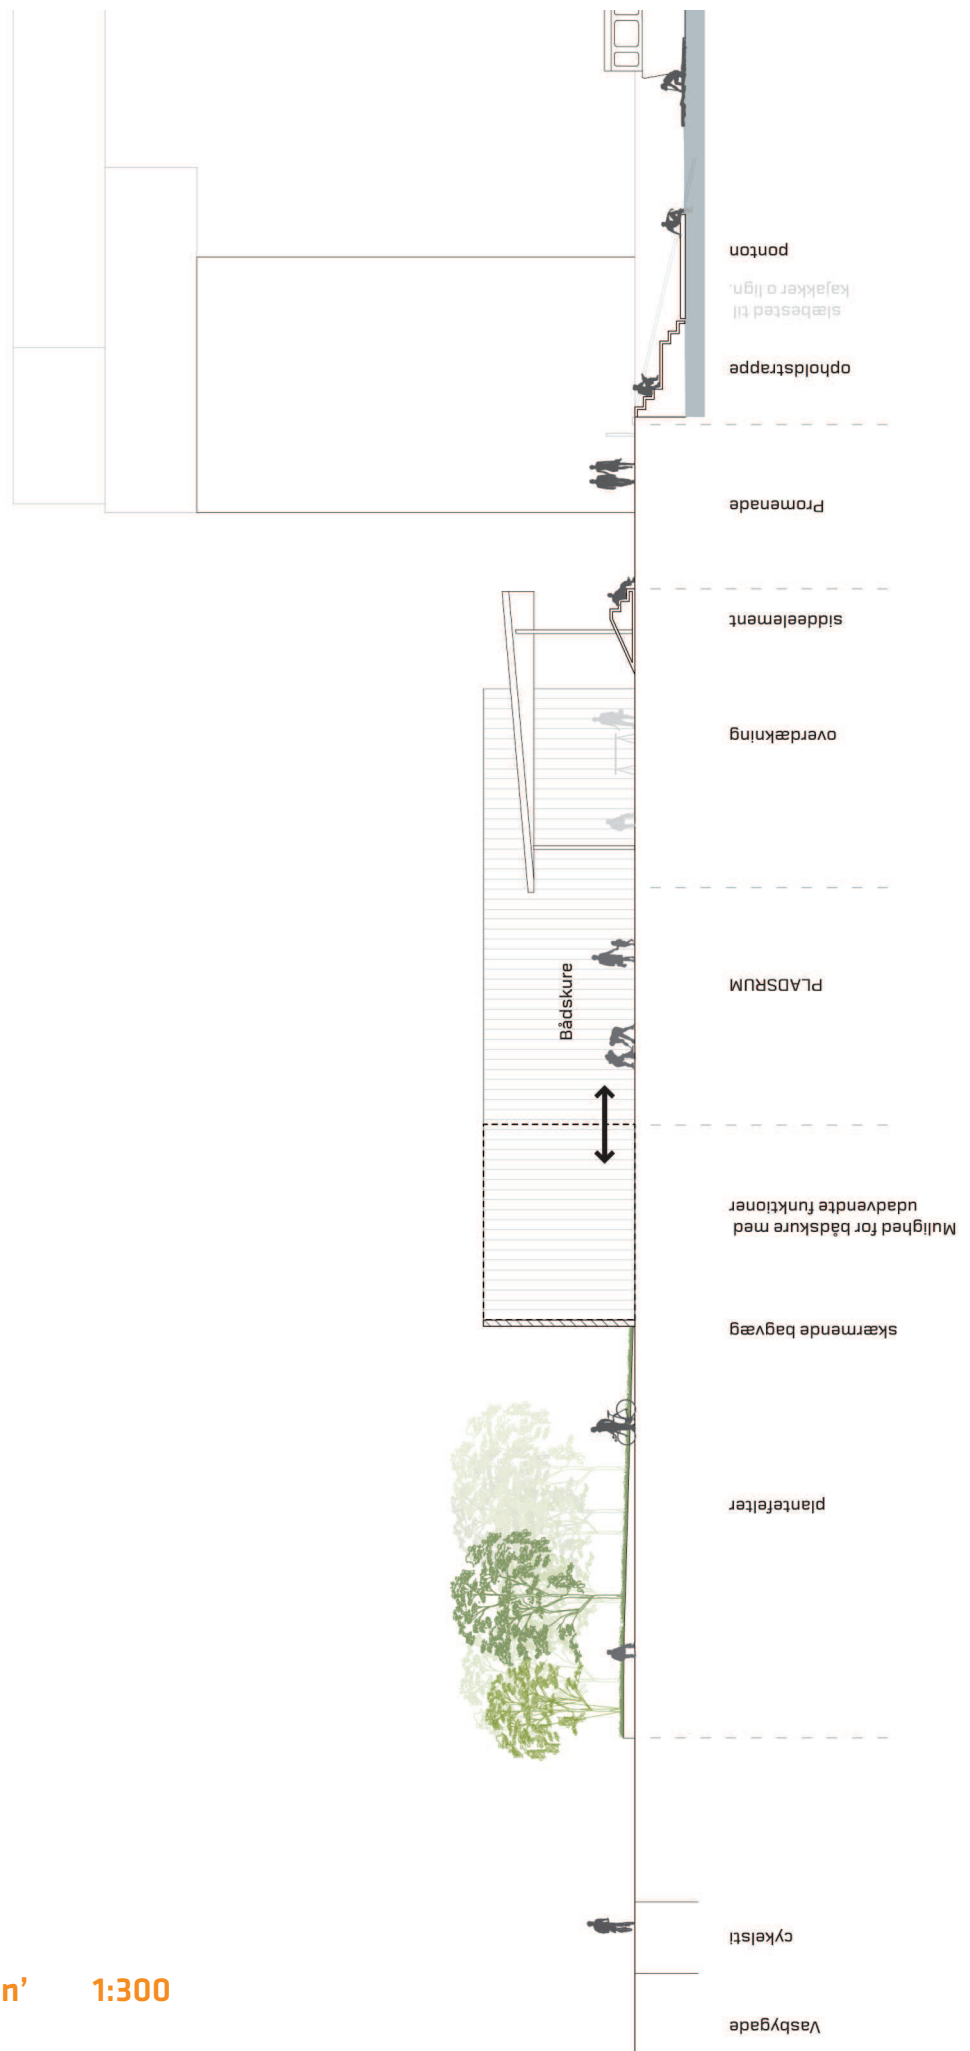 ponton
slæbested til
kajakker o lign.
opholdstrappe
Promenade
siddeelement
overdækning
PLADSRUM
Bådskure
Mulighed for bådskure med
udadvendte funktioner
skærmende bagvæg
plantefelter
cykelsti
Vasbygade
n’ 1:300